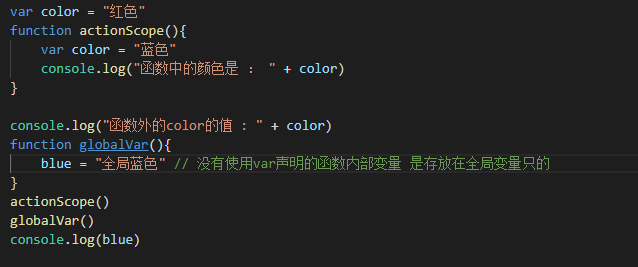 var color = "红色"
function actionScope(){
    var color = "蓝色"
    console.log("函数中的颜色是 :  " + color)
}
console.log("函数外的color的值 : " + color)
function globalVar(){
    blue = "全局蓝色" // 没有使用var声明的函数内部变量 是存放在全局变量只的
}
actionScope()
globalVar()
console.log(blue)